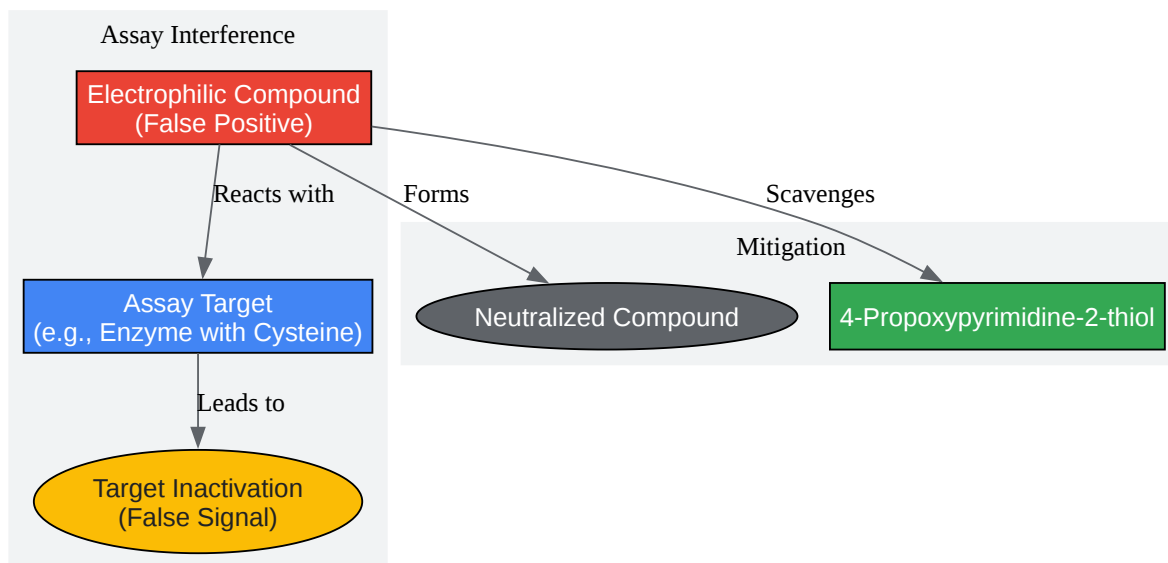 Assay Interference
Electrophilic Compound
(False Positive)
Reacts with
Forms
Scavenges
Mitigation
Assay Target
(e.g., Enzyme with Cysteine)
Neutralized Compound
4-Propoxypyrimidine-2-thiol
Leads to
Target Inactivation
(False Signal)